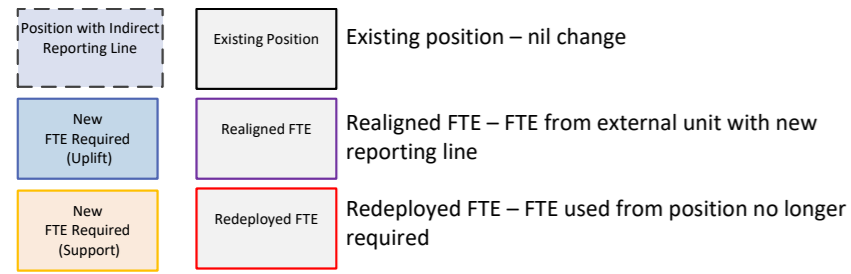 Position with Indirect
Reporting Line
Existing Position
Existing position – nil change
New
FTE Required
(Uplift)
Realigned FTE
Realigned FTE – FTE from external unit with new
reporting line
New
FTE Required
(Support)
Redeployed FTE
Redeployed FTE – FTE used from position no longer
required